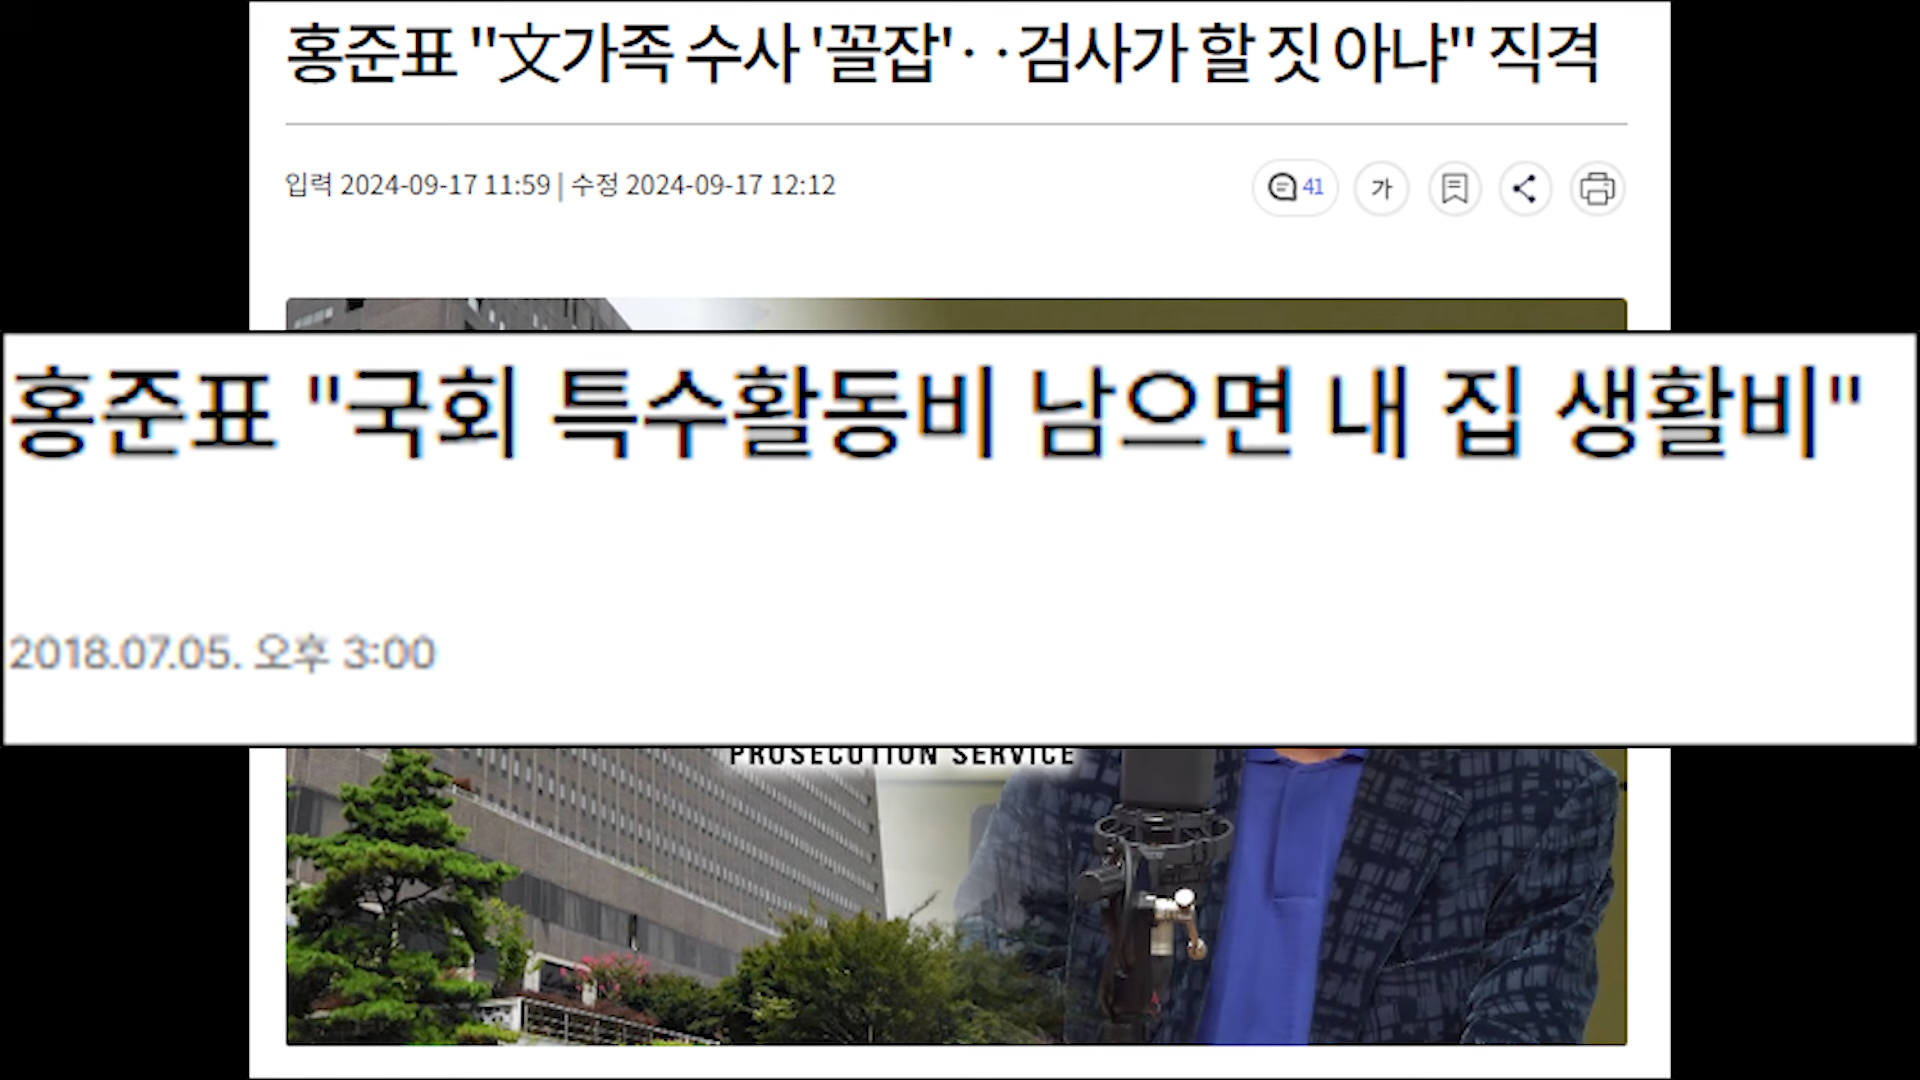 홍준표 "文가족 수사 '꼴잡'‥검사가 할 짓 아냐" 직격
입력 2024-09-17 11:59 | 수정 2024-09-17 12:12
41
가
홍준표 "국회 특수활동비 남으면 내 집 생활비"
2018.07.05. 오후 3:00
PROSECUTION SERVICE